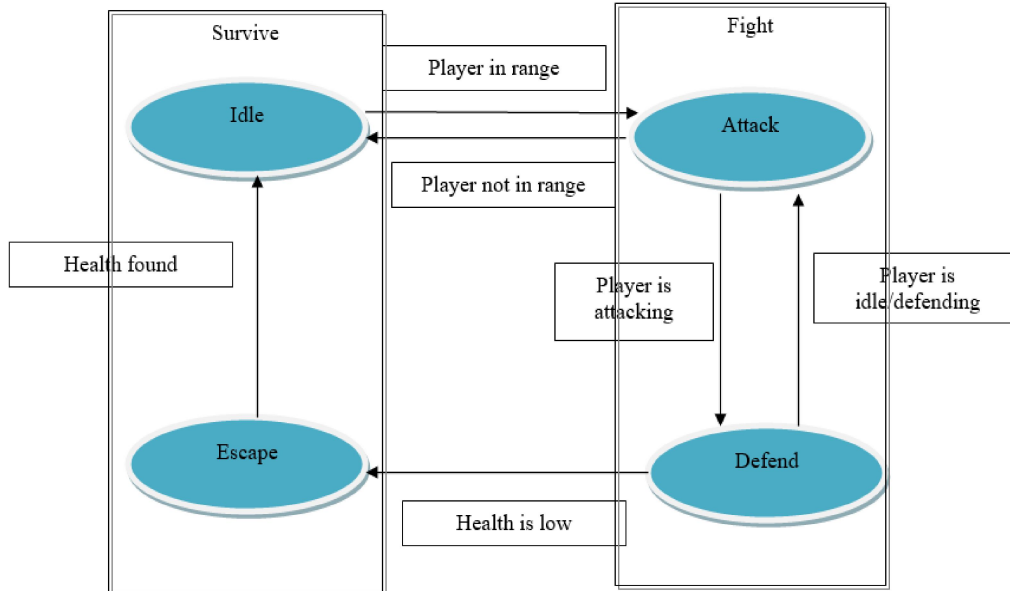 Survive
Fight
Player in range
Idle
Attack
Player not in range
Health found
Player is
attacking
Player is
idle/defending
Escape
Defend
Health is low